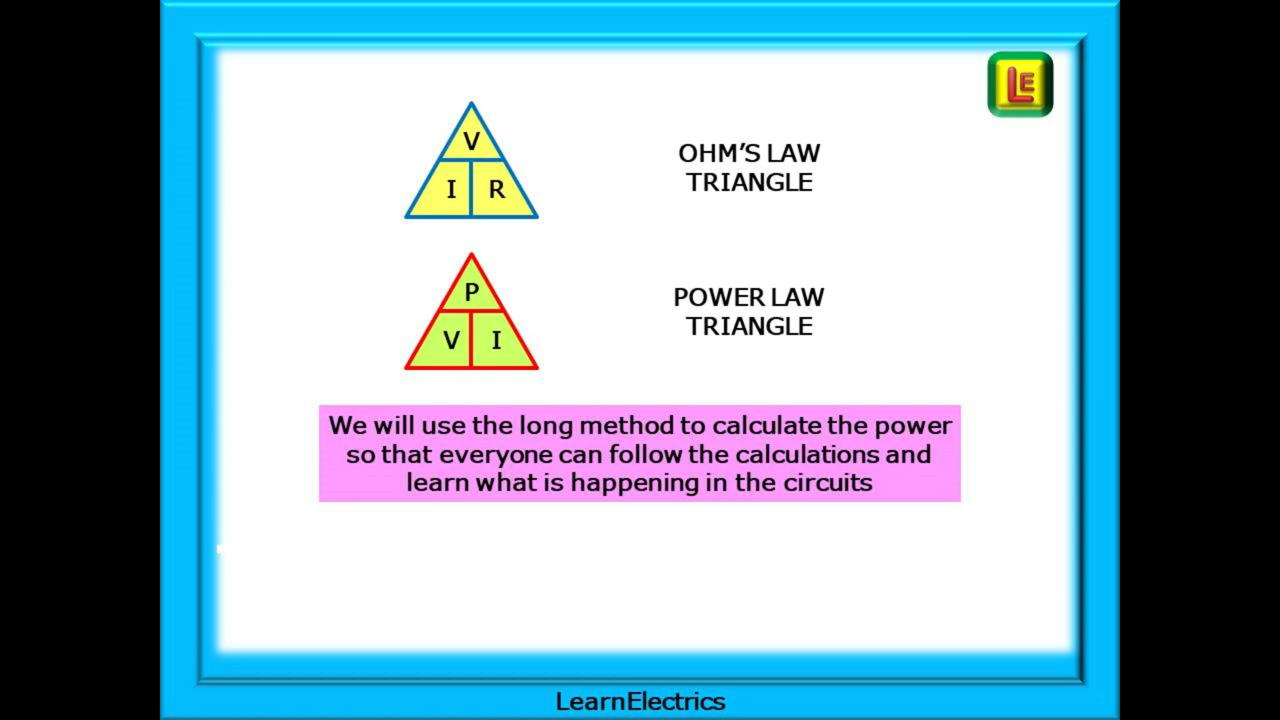 LE
V
I R
OHM'S LAW
TRIANGLE
P
V I
POWER LAW
TRIANGLE
We will use the long method to calculate the power
so that everyone can follow the calculations and
learn what is happening in the circuits
LearnElectrics